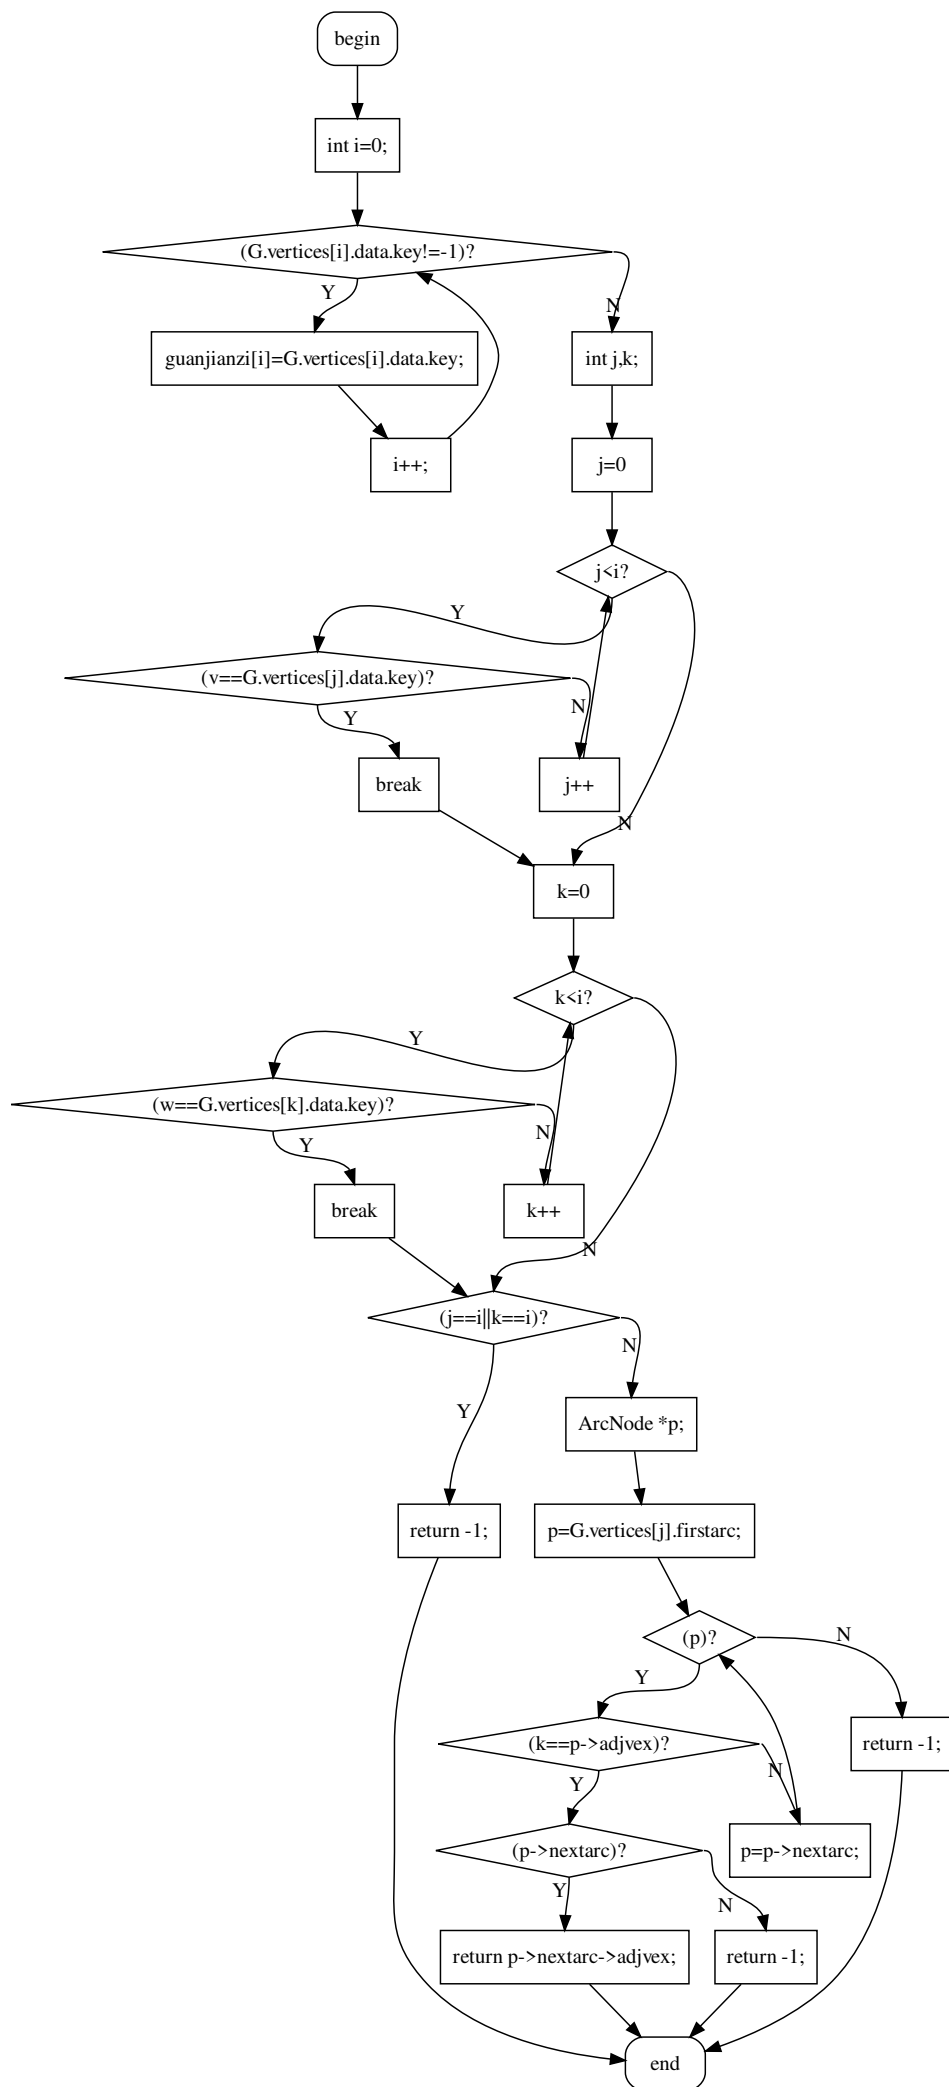 begin
int i=0;
(G.vertices[i].data.key!=-1)?
Y
N
guanjianzi[i]=G.vertices[i].data.key;
int j,k;
i++;
j=0
j<i?
Y
(v==G.vertices[j].data.key)?
N
Y
break
j++
N
k=0
k<i?
Y
(w==G.vertices[k].data.key)?
N
Y
break
k++
N
(j==i||k==i)?
N
Y
ArcNode *p;
return -1;
p=G.vertices[j].firstarc;
(p)?
N
Y
(k==p->adjvex)?
return -1;
N
Y
(p->nextarc)?
p=p->nextarc;
Y
N
return p->nextarc->adjvex;
return -1;
end